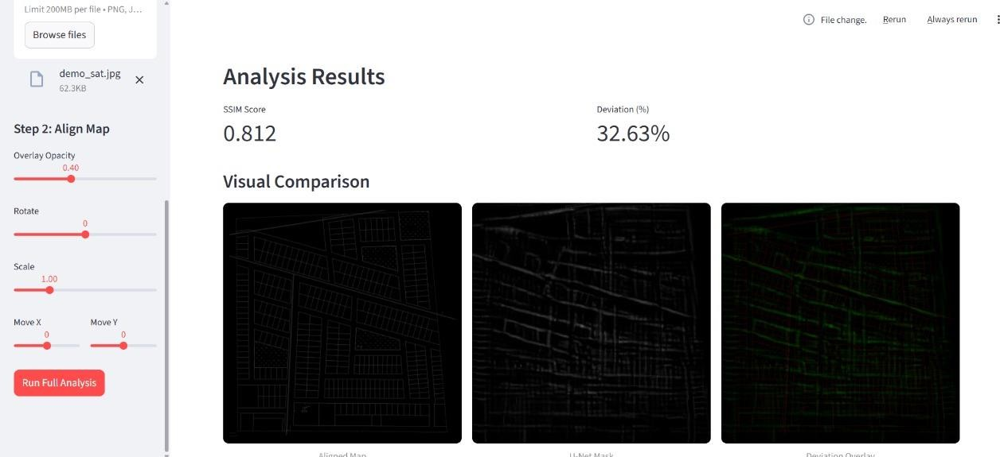 Limit 200MB per file • PNG, J...
Browse files
demo_sat.jpg
62.3KB
Step 2: Align Map
Overlay Opacity
0.40
Rotate
0
Scale
1.00
Move X
Move Y
0
0
Run Full Analysis
File change.
Rerun
Always rerun
Analysis Results
SSIM Score
Deviation (%)
0.812
32.63%
Visual Comparison
Aligned Map
U-Net Mask
Deviation Overlay